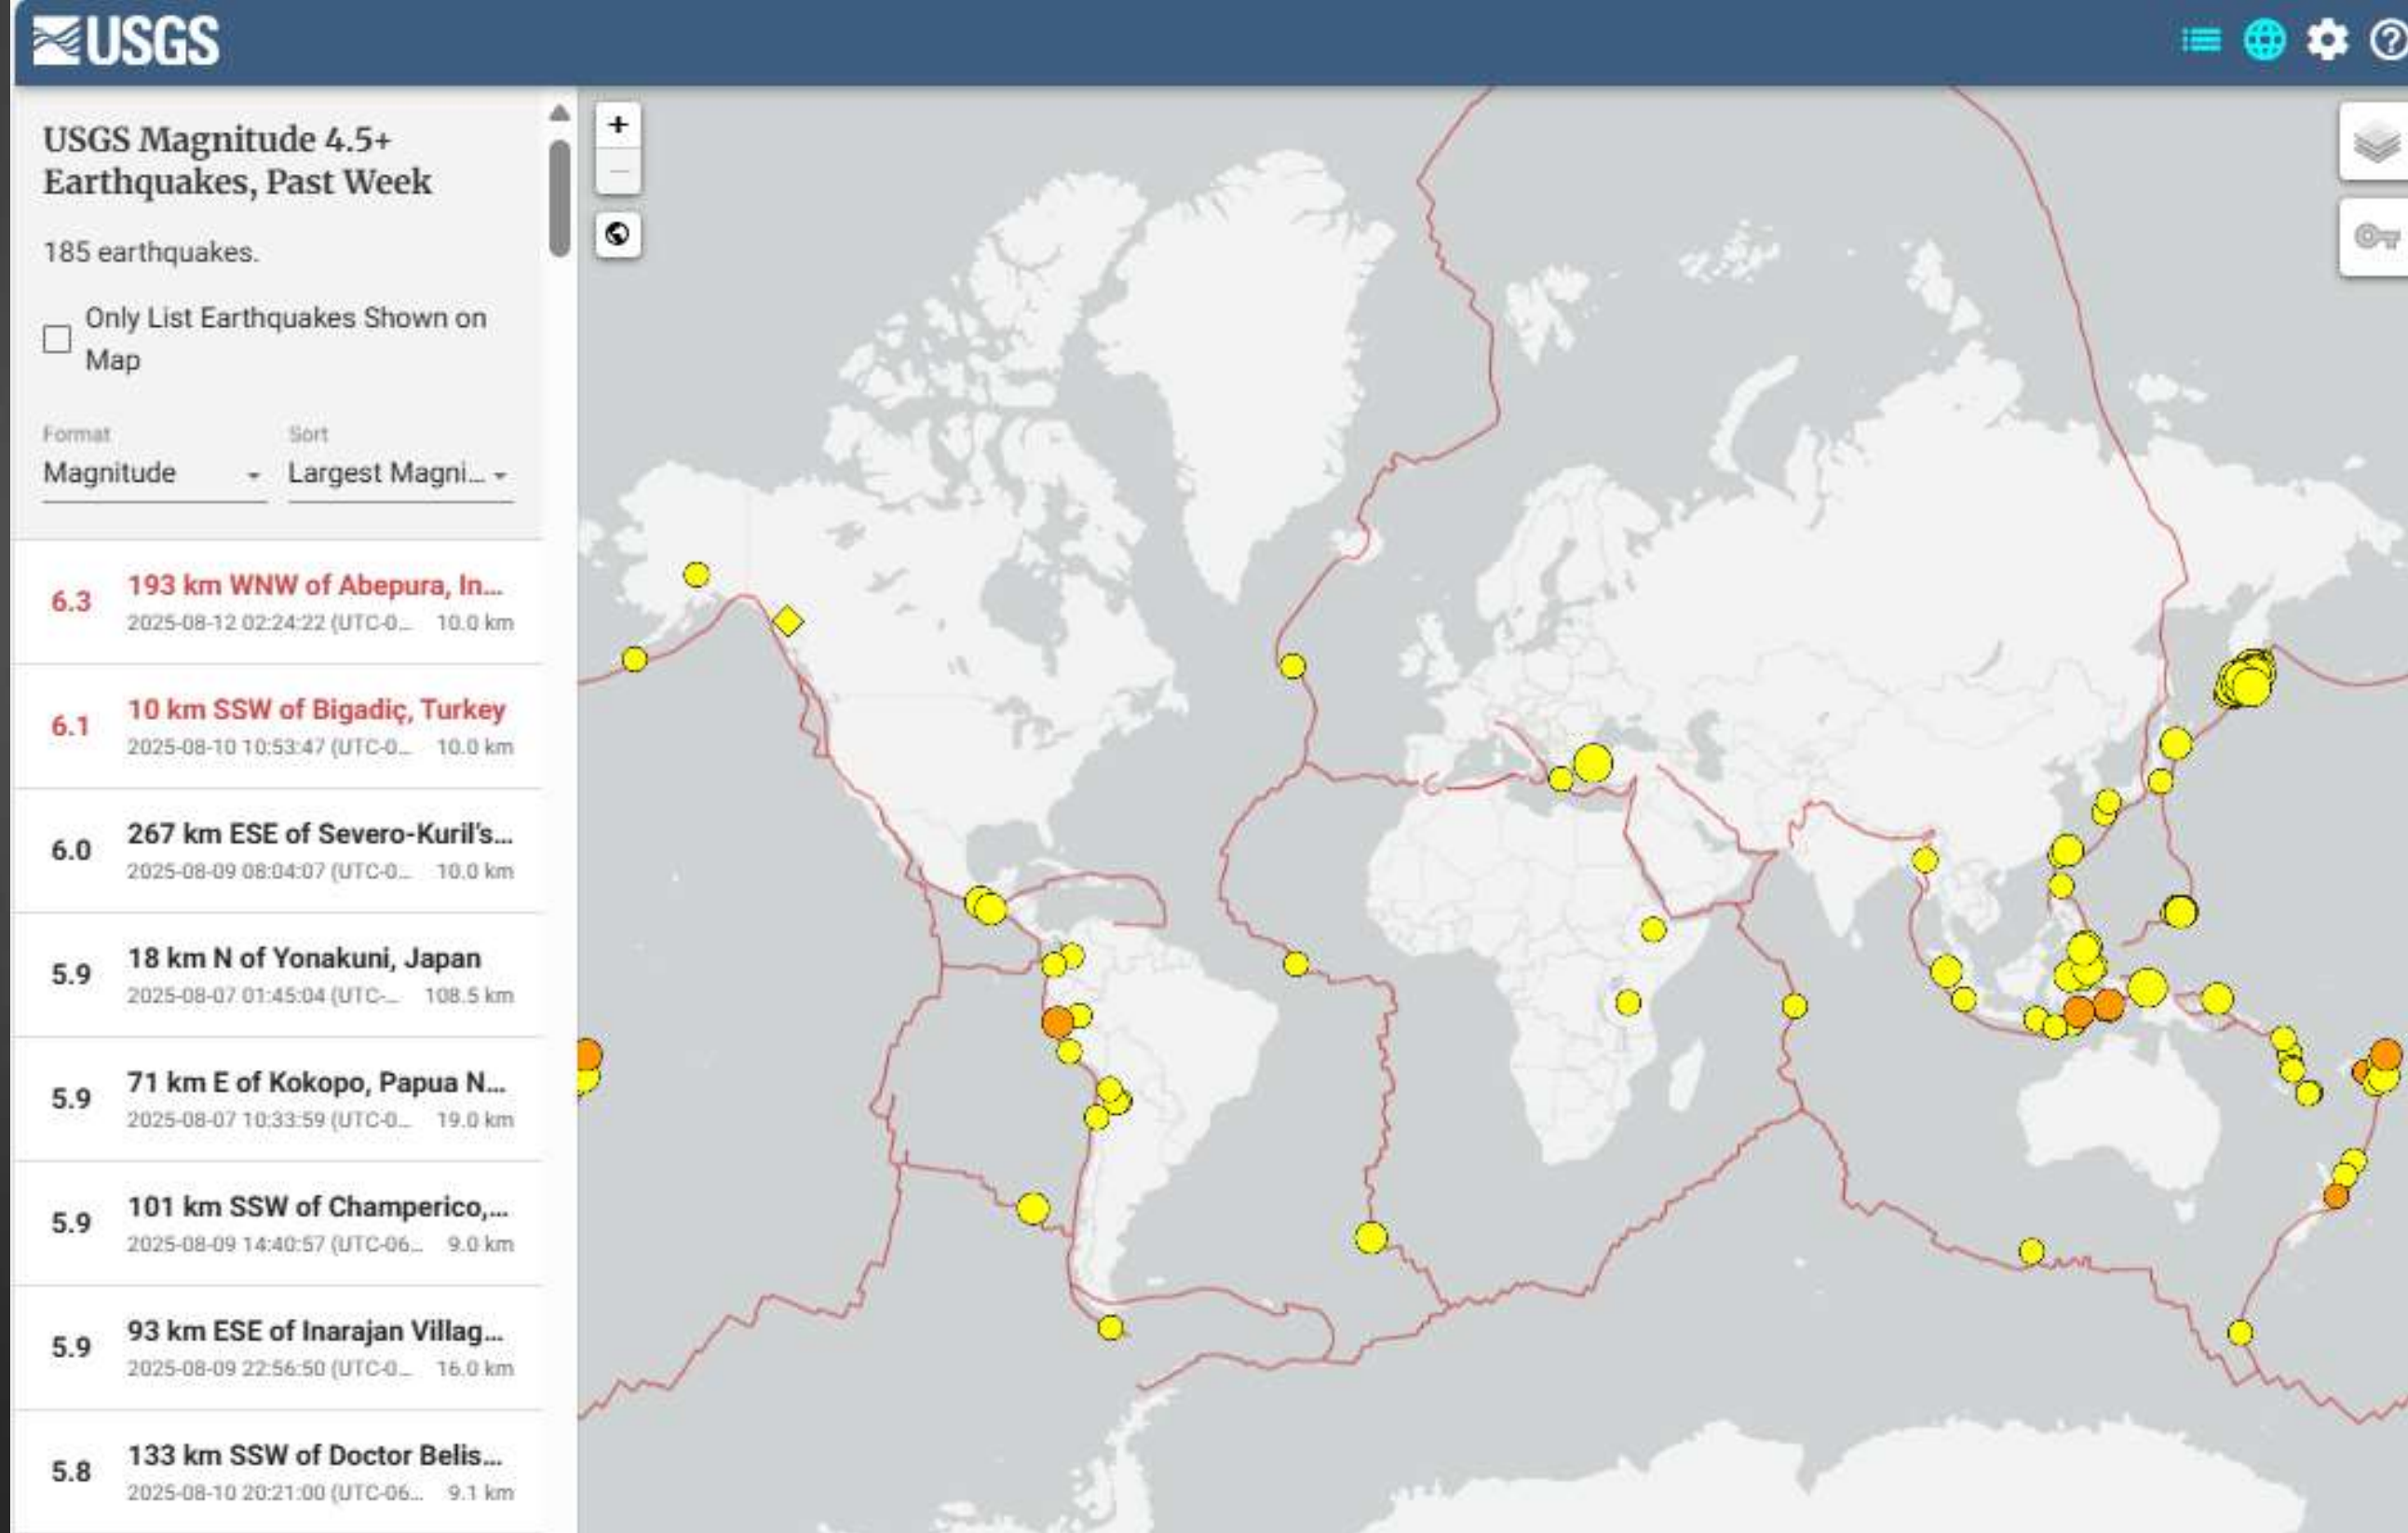 USGS
USGS Magnitude 4.5+
Earthquakes, Past Week
185 earthquakes.
Only List Earthquakes Shown on
Map
Format
Sort
Magnitude
Largest Magni...
6.3
193 km WNW of Abepura, In...
2025-08-12 02:24:22 (UTC-0... 10.0 km
6.1
10 km SSW of Bigadiç, Turkey
2025-08-10 10:53:47 (UTC-0... 10.0 km
6.0
267 km ESE of Severo-Kuril's...
2025-08-09 08:04:07 (UTC-0... 10.0 km
5.9
18 km N of Yonakuni, Japan
2025-08-07 01:45:04 (UTC-... 108.5 km
5.9
71 km E of Kokopo, Papua N...
2025-08-07 10:33:59 (UTC-0... 19.0 km
5.9
101 km SSW of Champerico,...
2025-08-09 14:40:57 (UTC-06... 9.0 km
5.9
93 km ESE of Inarajan Villag...
2025-08-09 22:56:50 (UTC-0... 16.0 km
5.8
133 km SSW of Doctor Belis...
2025-08-10 20:21:00 (UTC-06... 9.1 km